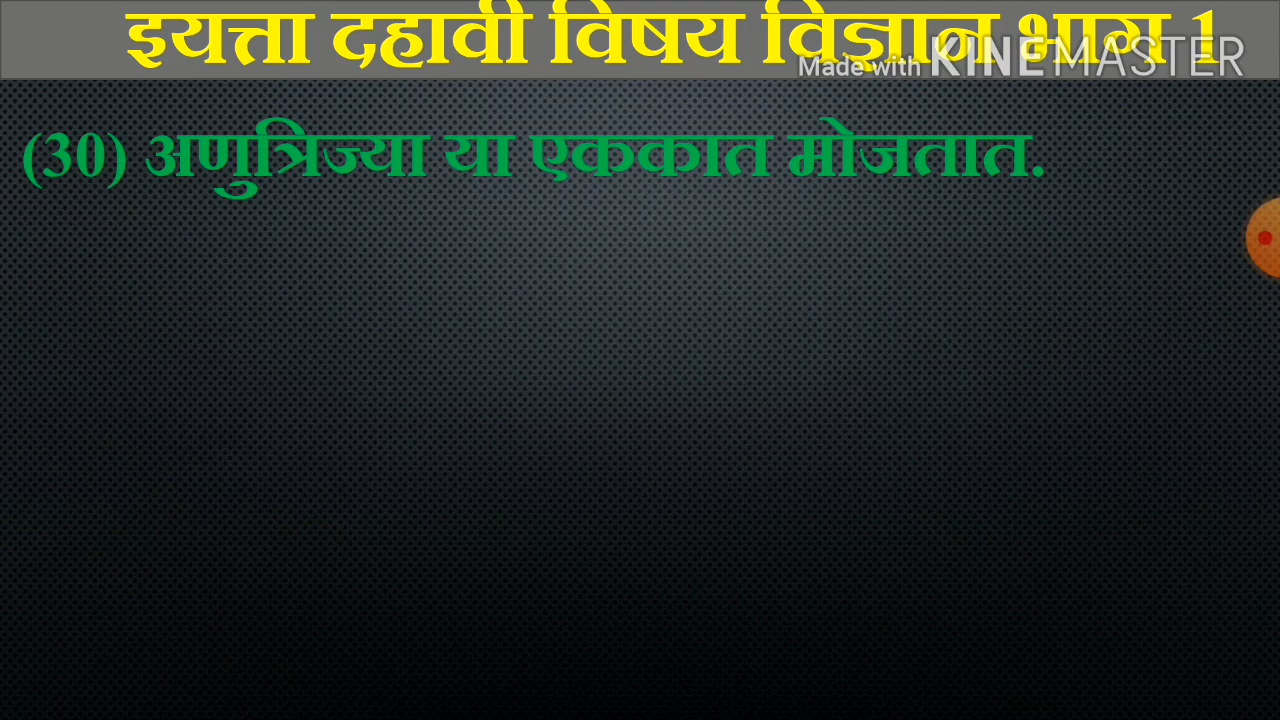 इयत्ता दहावी विषय विज्ञान भाग 1
Made with KINEMASTER
(30) अणुत्रिज्या या एककात मोजतात.